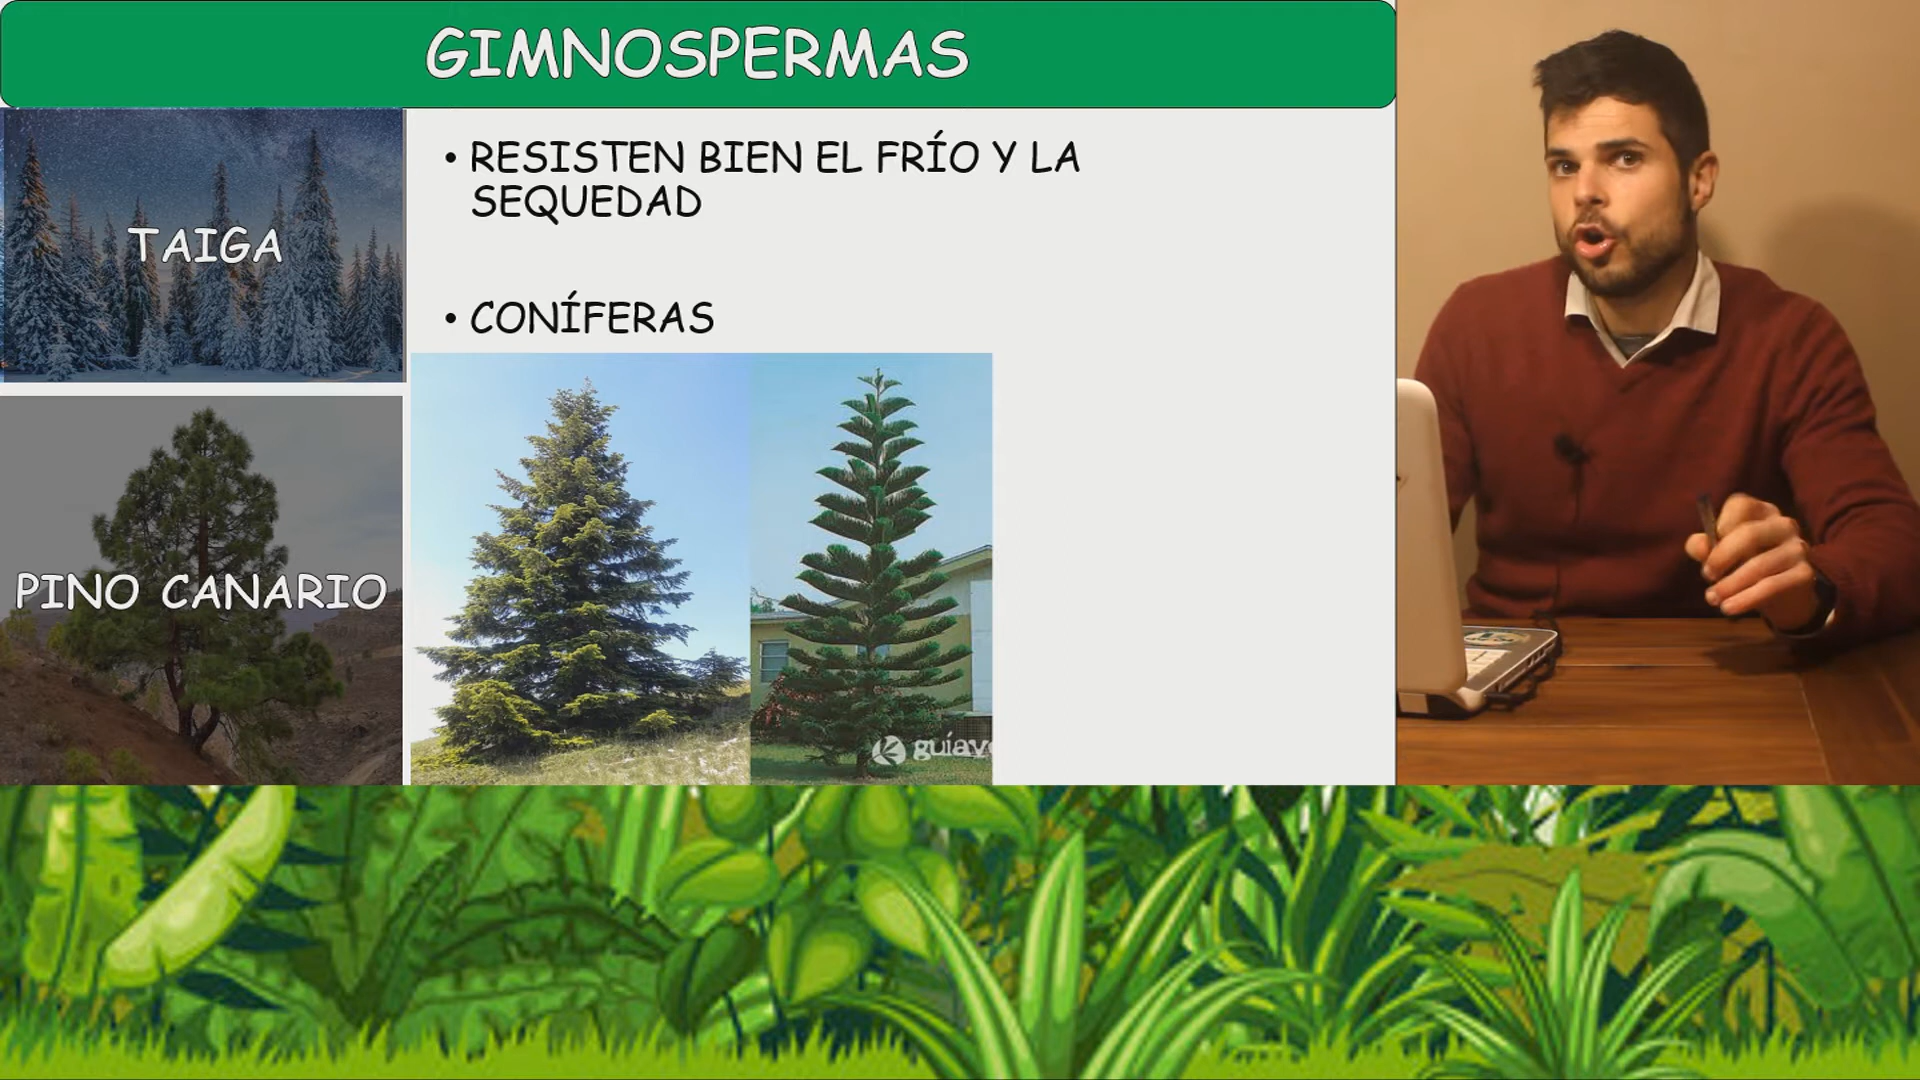 GIMNOSPERMAS
TAIGA
PINO CANARIO
• RESISTEN BIEN EL FRÍO Y LA
SEQUEDAD
• CONÍFERAS